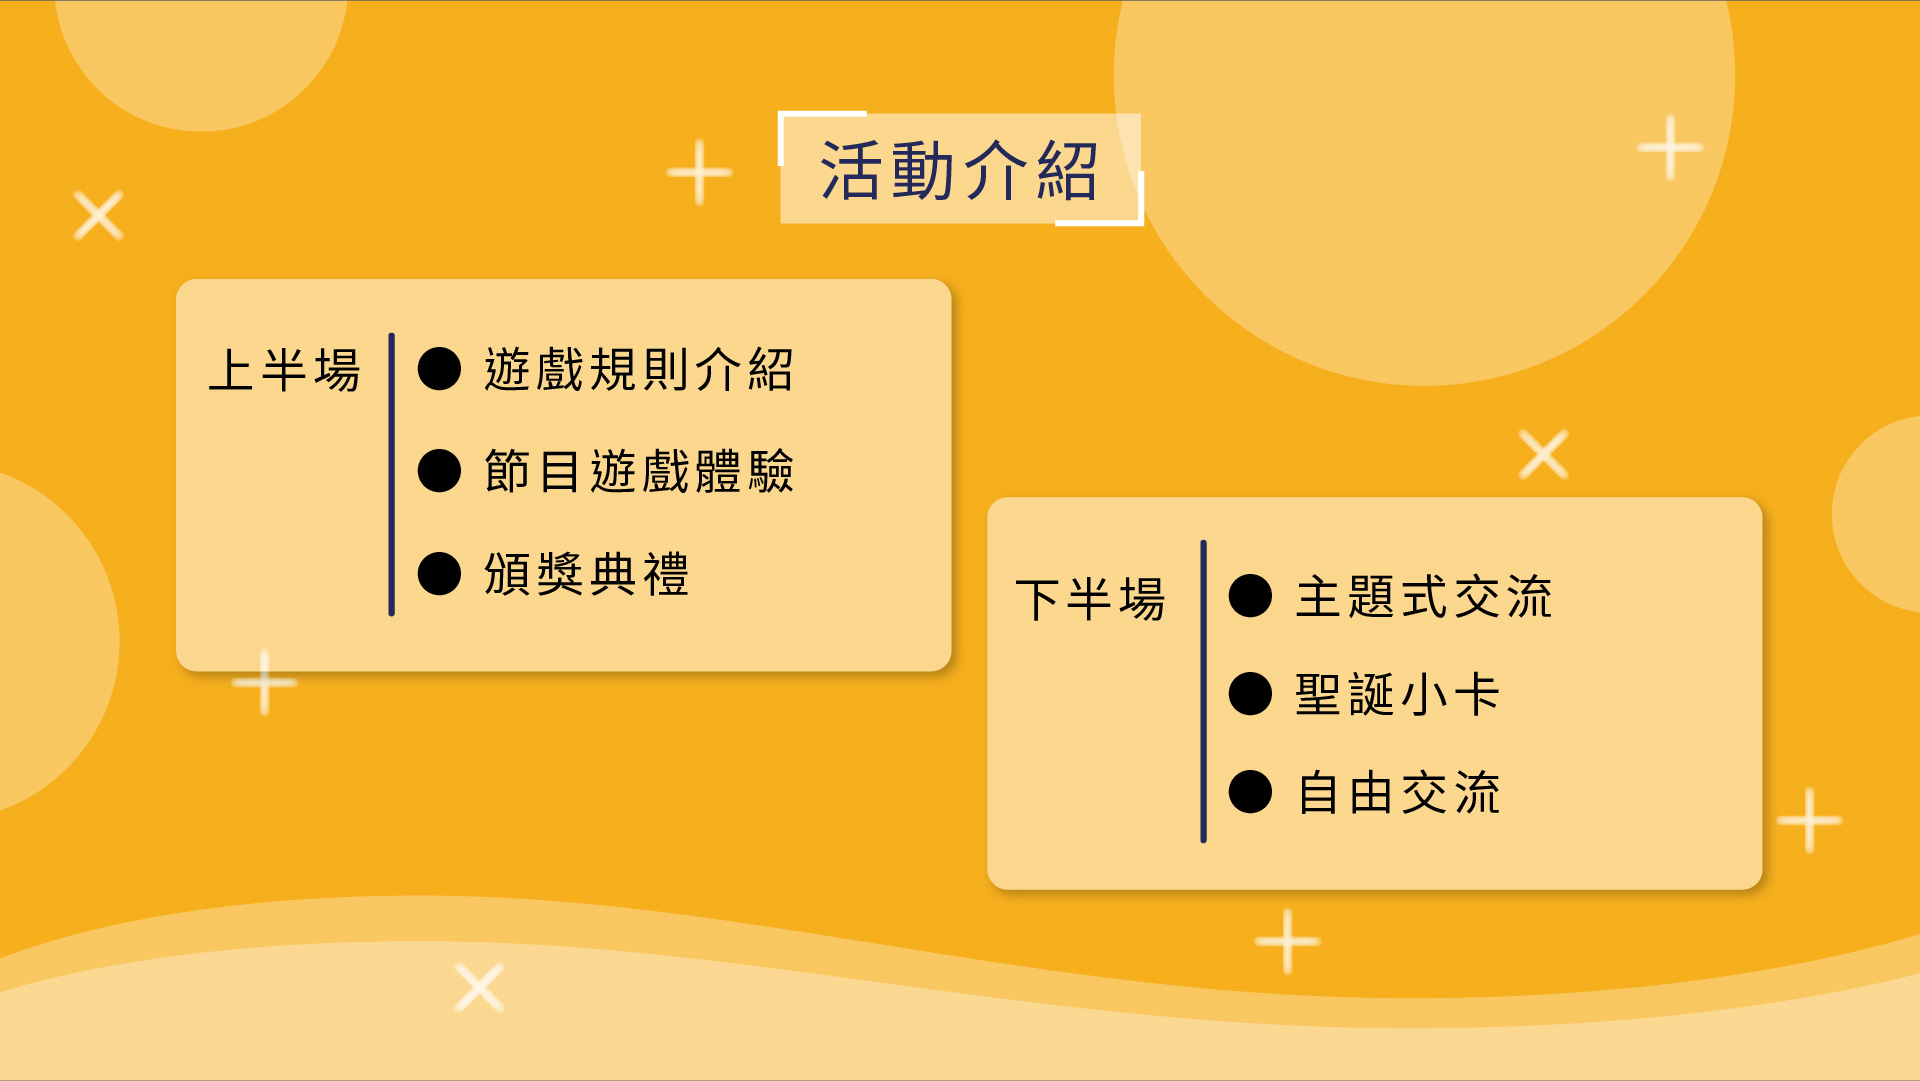 活動介紹
上半場
● 遊戲規則介紹
● 節目遊戲體驗
● 頒獎典禮
下半場
● 主題式交流
● 聖誕小卡
● 自由交流